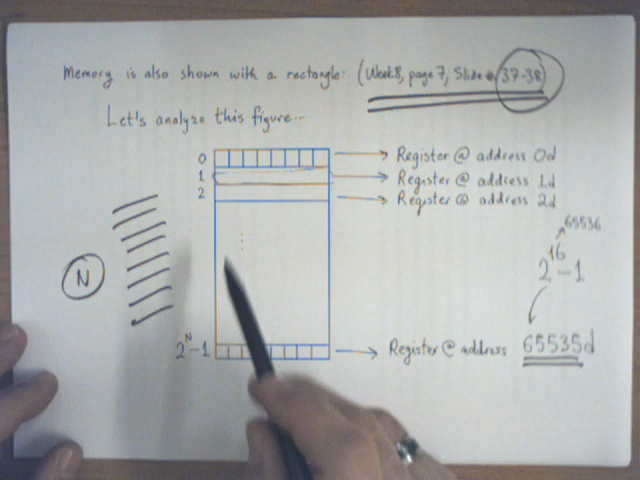 Memory is also shown with a rectangle: (Week 8, page 7, Slide # 37-38)
Let's analyze this figure...
0 Register @ address 0d
1 Register @ address 1d
2 Register @ address 2d
65536
2^16-1
N
2^N-1 Register @ address 65535d